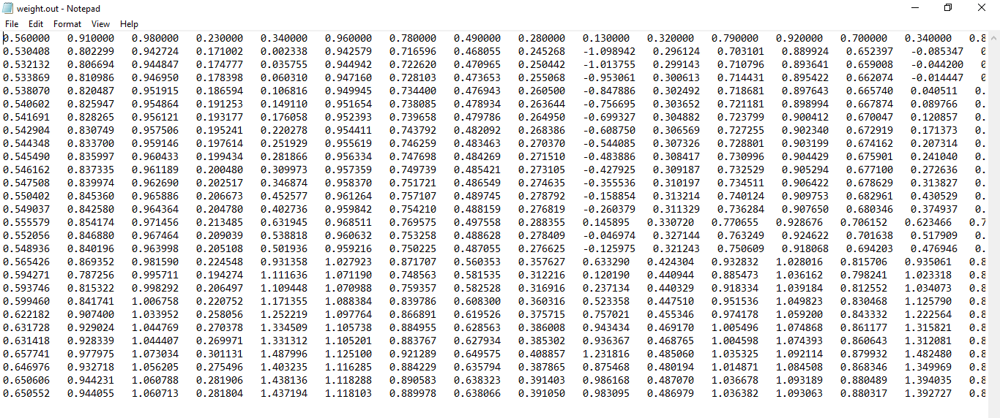 weight.out - Notepad
File Edit Format View Help
0.560000 0.910000 0.980000 0.230000 0.340000 0.960000 0.780000 0.490000 0.280000 0.130000 0.320000 0.790000 0.920000 0.700000 0.340000 0.8
0.530408 0.802299 0.942724 0.171002 0.002338 0.942579 0.716596 0.468055 0.245268 -1.098942 0.296124 0.703101 0.889924 0.652397 -0.085347 0
0.532132 0.806694 0.944847 0.174777 0.035755 0.944942 0.722620 0.470965 0.250442 -1.013755 0.299143 0.710796 0.893641 0.659008 -0.044200 0
0.533869 0.810986 0.946950 0.178398 0.060310 0.947160 0.728103 0.473653 0.255068 -0.953061 0.300613 0.714431 0.895422 0.662074 -0.014447 0
0.538070 0.820487 0.951915 0.186594 0.106816 0.949945 0.734400 0.476943 0.260500 -0.847886 0.302492 0.718681 0.897643 0.665740 0.040511 0.
0.540602 0.825947 0.954864 0.191253 0.149110 0.951654 0.738085 0.478934 0.263644 -0.756695 0.303652 0.721181 0.898994 0.667874 0.089766 0.
0.541691 0.828265 0.956121 0.193177 0.176058 0.952393 0.739658 0.479786 0.264950 -0.699327 0.304882 0.723799 0.900412 0.670047 0.120857 0.
0.542904 0.830749 0.957506 0.195241 0.220278 0.954411 0.743792 0.482092 0.268386 -0.608750 0.306569 0.727255 0.902340 0.672919 0.171373 0.
0.544348 0.833700 0.959146 0.197614 0.251929 0.955619 0.746259 0.483463 0.270370 -0.544085 0.307326 0.728801 0.903199 0.674162 0.207314 0.
0.545490 0.835997 0.960433 0.199434 0.281866 0.956334 0.747698 0.484269 0.271510 -0.483886 0.308417 0.730996 0.904429 0.675901 0.241040 0.
0.546162 0.837335 0.961189 0.200480 0.309973 0.957359 0.749739 0.485421 0.273105 -0.427925 0.309187 0.732529 0.905294 0.677100 0.272636 0.
0.547508 0.839974 0.962690 0.202517 0.346874 0.958370 0.751721 0.486549 0.274635 -0.355536 0.310197 0.734511 0.906422 0.678629 0.313827 0.
0.550402 0.845360 0.965886 0.206673 0.452577 0.961264 0.757107 0.489745 0.278792 -0.158854 0.313214 0.740124 0.909753 0.682961 0.430529 0.
0.549037 0.842580 0.964364 0.204780 0.402736 0.959842 0.754210 0.488159 0.276819 -0.260379 0.311329 0.736284 0.907650 0.680346 0.374937 0.
0.555579 0.854174 0.971456 0.213485 0.631945 0.968511 0.769575 0.497558 0.288355 0.145895 0.330720 0.770655 0.928676 0.706152 0.623466 0.7
0.552056 0.846880 0.967464 0.209039 0.538818 0.960632 0.753258 0.488628 0.278409 -0.046974 0.327144 0.763249 0.924622 0.701638 0.517909 0.
0.548936 0.840196 0.963998 0.205108 0.501936 0.959216 0.750225 0.487055 0.276625 -0.125975 0.321243 0.750609 0.918068 0.694203 0.476946 0.
0.565426 0.869352 0.981590 0.224548 0.931358 1.027923 0.871707 0.560353 0.357627 0.633290 0.424304 0.932832 1.028016 0.815706 0.935061 0.8
0.594271 0.787256 0.995711 0.194274 1.111636 1.071190 0.748563 0.581535 0.312216 0.120190 0.440944 0.885473 1.036162 0.798241 1.023318 0.8
0.593746 0.815322 0.998292 0.206497 1.109448 1.070988 0.759357 0.582528 0.316916 0.237134 0.440329 0.918334 1.039184 0.812552 1.034073 0.8
0.599460 0.841741 1.006758 0.220752 1.171355 1.088384 0.839786 0.608300 0.360316 0.523358 0.447510 0.951536 1.049823 0.830468 1.125790 0.8
0.622182 0.907400 1.033952 0.258056 1.252219 1.097764 0.866891 0.619526 0.375715 0.757021 0.455346 0.974178 1.059200 0.843332 1.222564 0.8
0.631728 0.929024 1.044769 0.270378 1.334509 1.105738 0.884955 0.628563 0.386008 0.943434 0.469170 1.005496 1.074868 0.861177 1.315821 0.8
0.631418 0.928339 1.044407 0.269971 1.331312 1.105201 0.883767 0.627934 0.385302 0.936367 0.468765 1.004598 1.074393 0.860643 1.312081 0.8
0.657741 0.977975 1.073034 0.301131 1.487996 1.125100 0.921289 0.649575 0.408857 1.231816 0.485060 1.035325 1.092114 0.879932 1.482480 0.8
0.646976 0.932718 1.056205 0.275496 1.403235 1.116285 0.884229 0.635794 0.387865 0.875468 0.480194 1.014871 1.084508 0.868346 1.349969 0.8
0.650606 0.944231 1.060788 0.281906 1.438136 1.118288 0.890583 0.638323 0.391403 0.986168 0.487070 1.036678 1.093189 0.880489 1.394035 0.8
0.650552 0.944055 1.060713 0.281804 1.437194 1.118103 0.889978 0.638066 0.391050 0.983095 0.486979 1.036382 1.093063 0.880317 1.392727 0.8